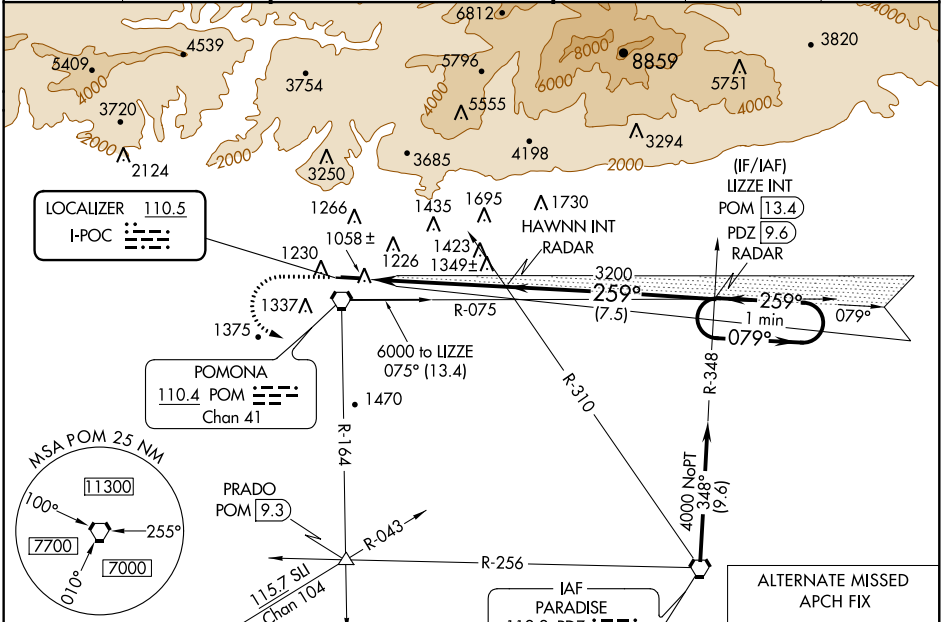 6812
4000
3820
4539
5409
4000
8000
8859
5796
3754
6000
5751
4000
4000
5555
3720
2000
2124
3294
4198
3685
2000
3250
2000
(IF/IAF)
LIZZE INT
POM 13.4
PDZ 9.6
RADAR
LOCALIZER 110.5
I-POC
1266
1435
1695
1730
HAWNN INT
RADAR
1058 ±
1226
1423
1349±
1230
3200
259°
259°
079°
R-075
(7.5)
1 min
079°
1337
1375
6000 to LIZZE
075° (13.4)
POMONA
110.4 POM
Chan 41
R-348
R-310
1470
R-164
MSA POM 25 NM
11300
100°
255°
7700
7000
010°
PRADO
POM 9.3
R-043
4000 NoPT
348°
(9.6)
R-256
115.7 SLI
Chan 104
IAF
PARADISE
ALTERNATE MISSED
APCH FIX